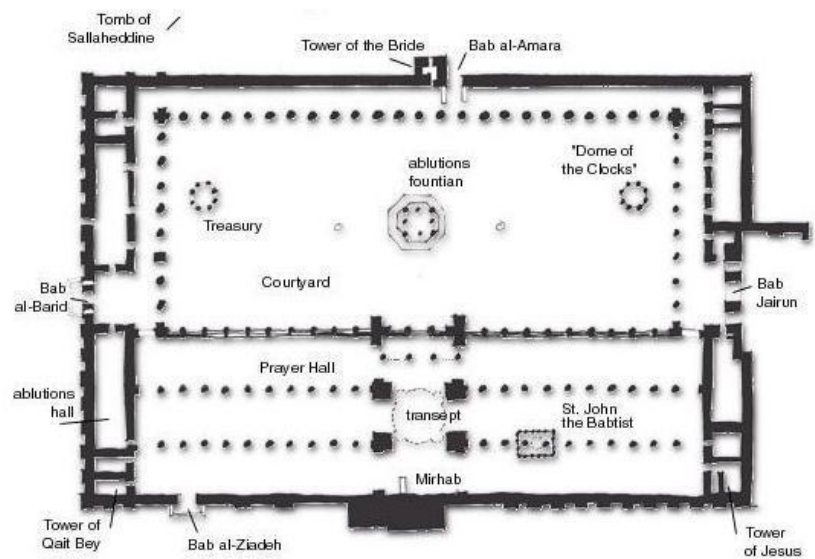 Tomb of
Sallaheddine
Tower of the Bride
Bab al-Amara
"Dome of
the Clocks"
ablutions
fountian
Treasury
Courtyard
Bab
al-Barid
Bab
Jairun
Prayer Hall
ablutions
hall
transept
St. John
the Babtist
Mirhab
Tower of
Qait Bey
Bab al-Ziadeh
Tower
of Jesus